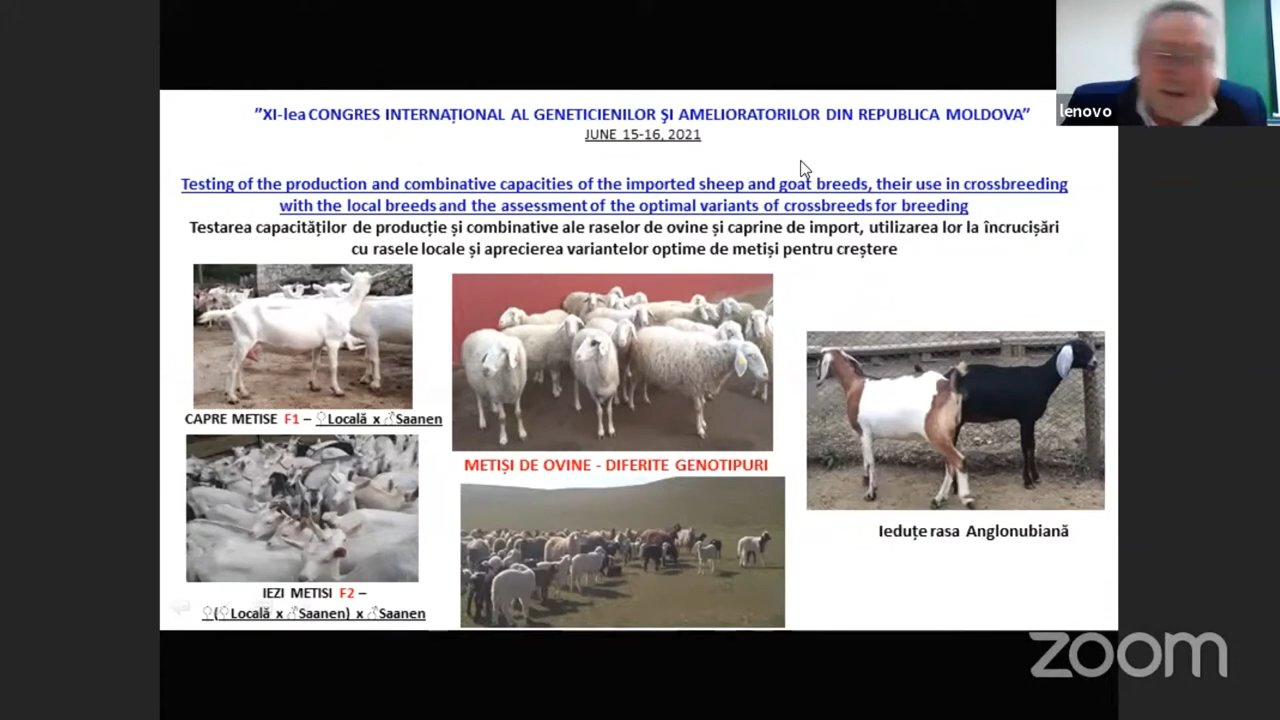 ”XI-lea CONGRES INTERNAȚIONAL AL GENETICIENILOR ŞI AMELIORATORILOR DIN REPUBLICA MOLDOVA”
JUNE 15-16, 2021
lenovo
Testing of the production and combinative capacities of the imported sheep and goat breeds, their use in crossbreeding
with the local breeds and the assessment of the optimal variants of crossbreeds for breeding
Testarea capacităților de producție și combinative ale raselor de ovine și caprine de import, utilizarea lor la încrucișări
cu rasele locale și aprecierea variantelor optime de metiși pentru creștere
CAPRE METISE F1 – ♀Locală x ♂Saanen
METIȘI DE OVINE - DIFERITE GENOTIPURI
Ieduțe rasa Anglonubiană
IEZI METISI F2 –
♀(♀Locală x ♂Saanen) x ♂Saanen
zoom